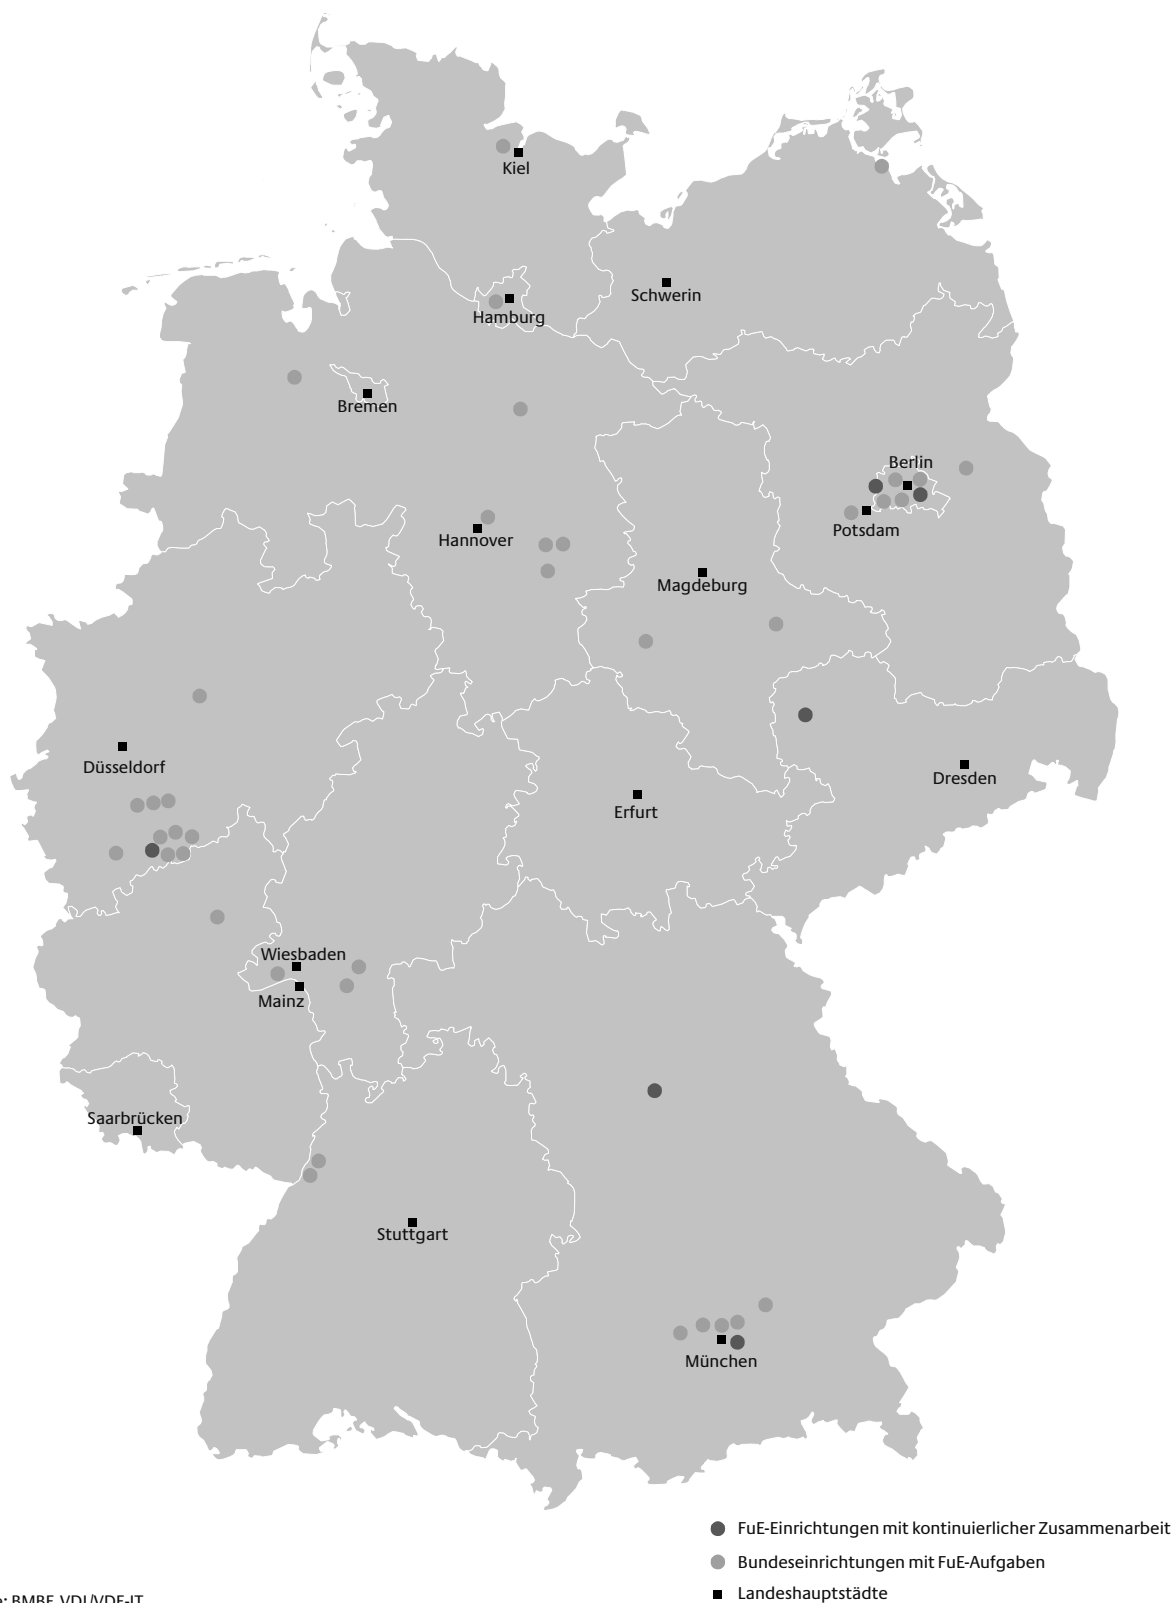 Kiel
Schwerin
Hamburg
Bremen
Berlin
Potsdam
Hannover
Magdeburg
Düsseldorf
Dresden
Erfurt
Wiesbaden
Mainz
Saarbrücken
Stuttgart
München
FuE-Einrichtungen mit kontinuierlicher Zusammenarbeit
Bundeseinrichtungen mit FuE-Aufgaben
Landeshauptstädte